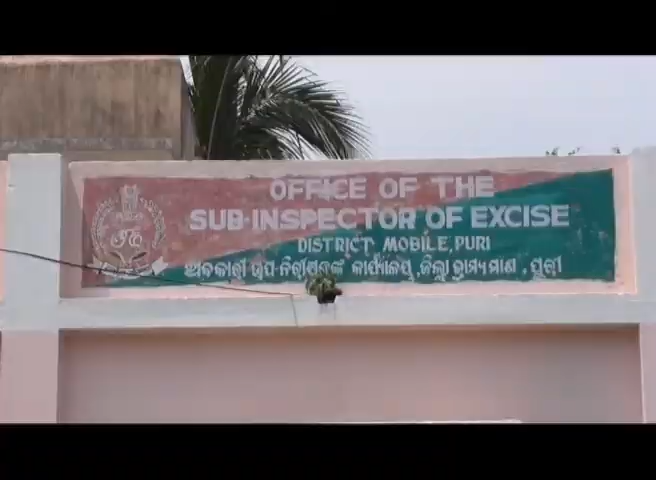 OFFICE OF THE
SUB-INSPECTOR OF EXCISE
DISTRICT MOBILE, PURI
ଅବକାରୀ ଉପ-ନିରୀକ୍ଷକଙ୍କ କାର୍ଯ୍ୟାଳୟ, ଜିଲ୍ଲା ଭ୍ରାମ୍ୟମାଣ, ପୁରୀ